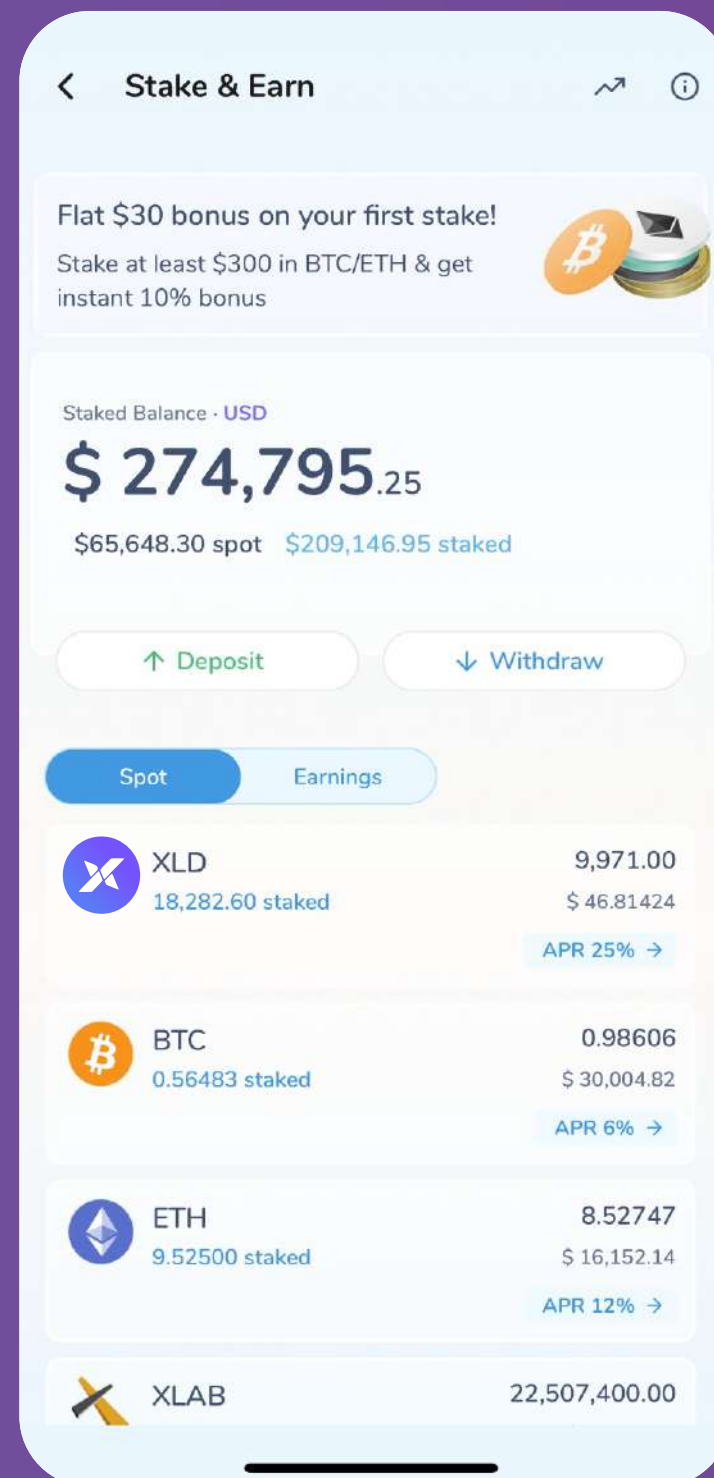 Stake & Earn
Flat $30 bonus on your first stake!
Stake at least $300 in BTC/ETH & get
instant 10% bonus
Staked Balance · USD
$ 274,795.25
$65,648.30 spot $209,146.95 staked
↑ Deposit ↓ Withdraw
Spot Earnings
XLD 9,971.00
18,282.60 staked $ 46.81424
APR 25% →
BTC 0.98606
0.56483 staked $ 30,004.82
APR 6% →
ETH 8.52747
9.52500 staked $ 16,152.14
APR 12% →
XLAB 22,507,400.00